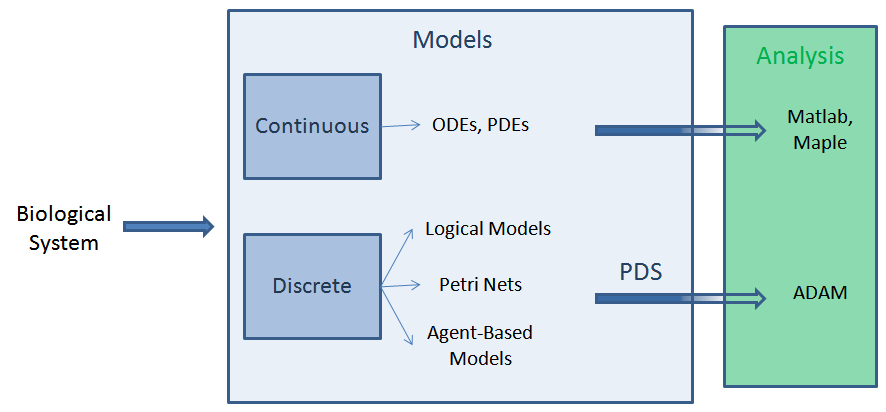 Models
Analysis
Continuous
ODEs, PDEs
Matlab,
Maple
Biological
System
Logical Models
Discrete
Petri Nets
PDS
ADAM
Agent-Based
Models